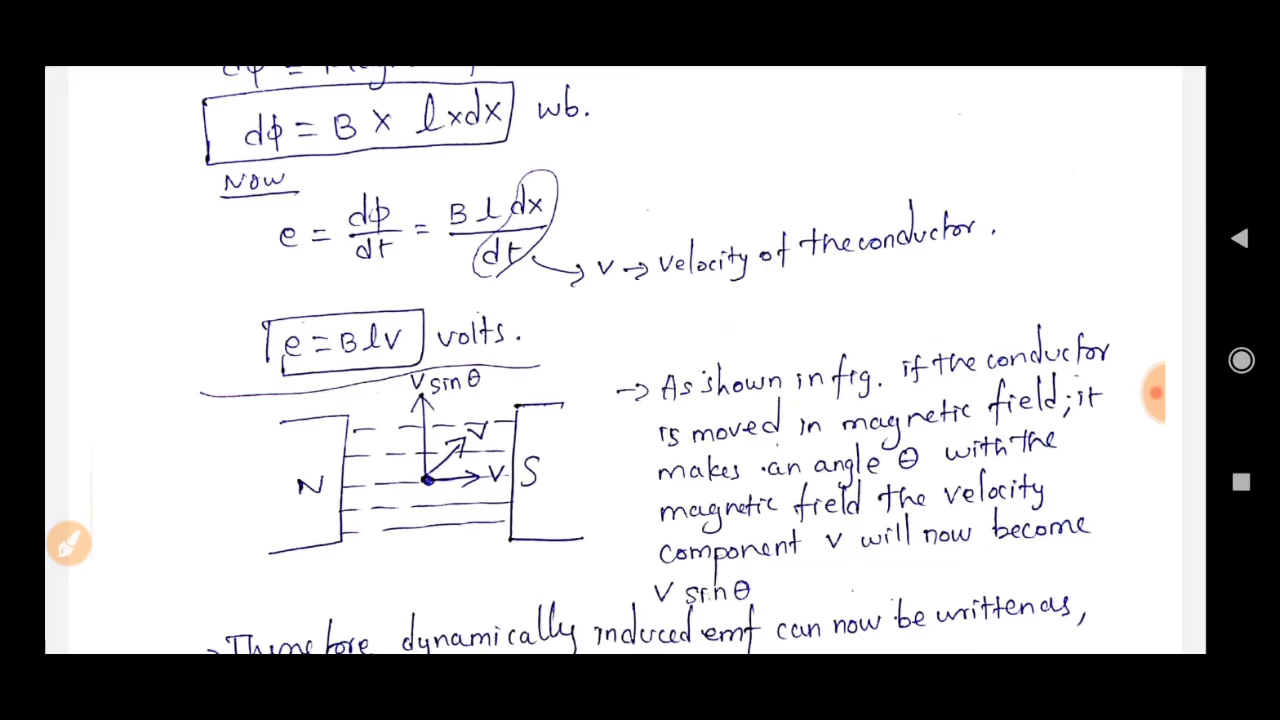 dφ = B × l×dx wb.
Now
e = dφ/dt = B l dx/dt → v → velocity of the conductor.
e = Blv volts.
V sin θ
V
V
N
S
→ As shown in fig. if the conductor
is moved in magnetic field; it
makes an angle θ with the
magnetic field the velocity
component v will now become
V sin θ
Therefore dynamically induced emf can now be written as,